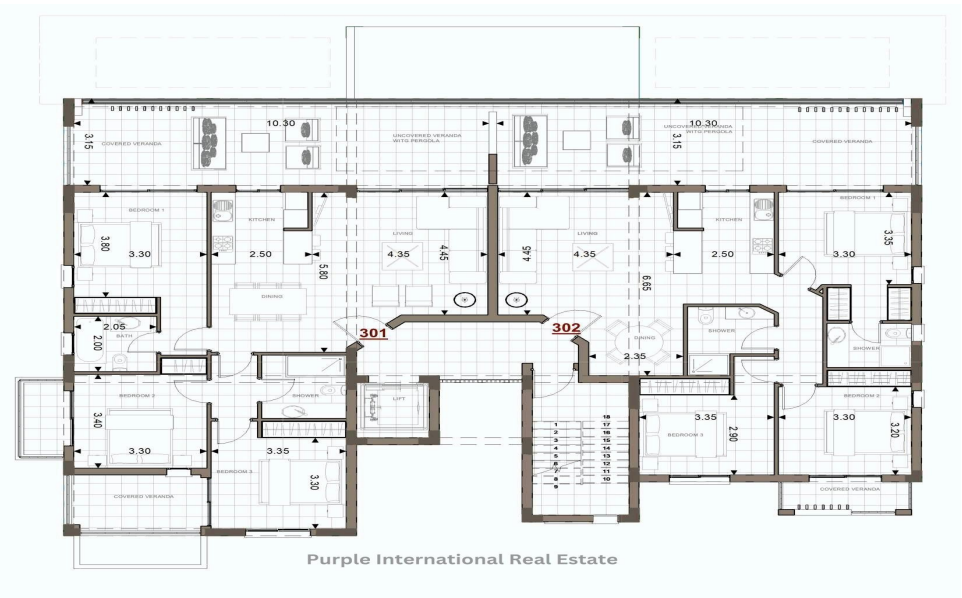 10.30
10.30
3.15
COVERED VERANDA
UNCOVERED VERANDA
WITG PERGOLA
UNCOVERED VERANDA
WITG PERGOLA
3.15
COVERED VERANDA
BEDROOM 1
KITCHEN
LIVING
LIVING
KITCHEN
BEDROOM 1
3.80
3.30
2.50
5.80
4.35
4.45
4.45
4.35
6.65
2.50
3.30
3.35
DINING
2.05
2.00
BATH
301
302
DINING
2.35
SHOWER
SHOWER
BEDROOM 2
3.40
3.30
SHOWER
LIFT
3.35
BEDROOM 3
2.90
BEDROOM 2
3.30
3.20
BEDROOM 3
3.35
3.30
COVERED VERANDA
COVERED VERANDA
1
2
3
4
5
6
7
8
9
18
17
16
15
14
13
12
11
10
Purple International Real Estate